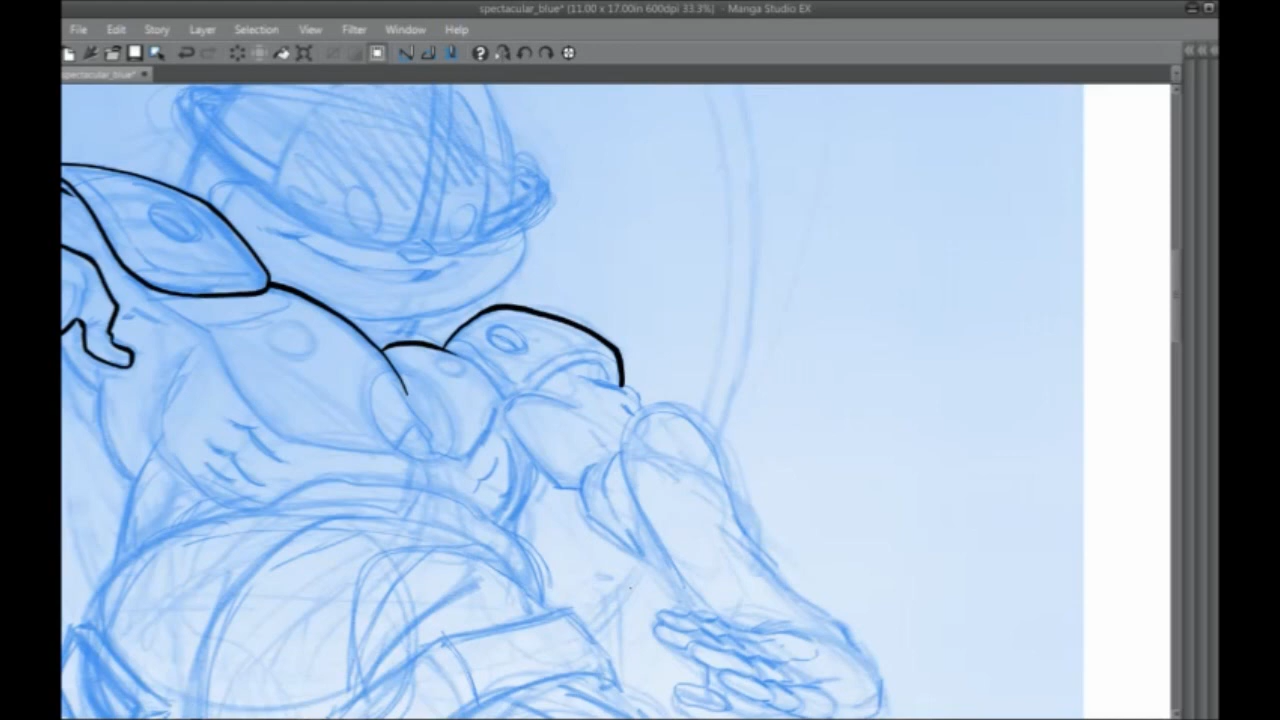 spectacular_blue* (11.00 x 17.00in 600dpi 33.3%) - Manga Studio EX
File Edit Story Layer Selection View Filter Window Help
spectacular_blue*